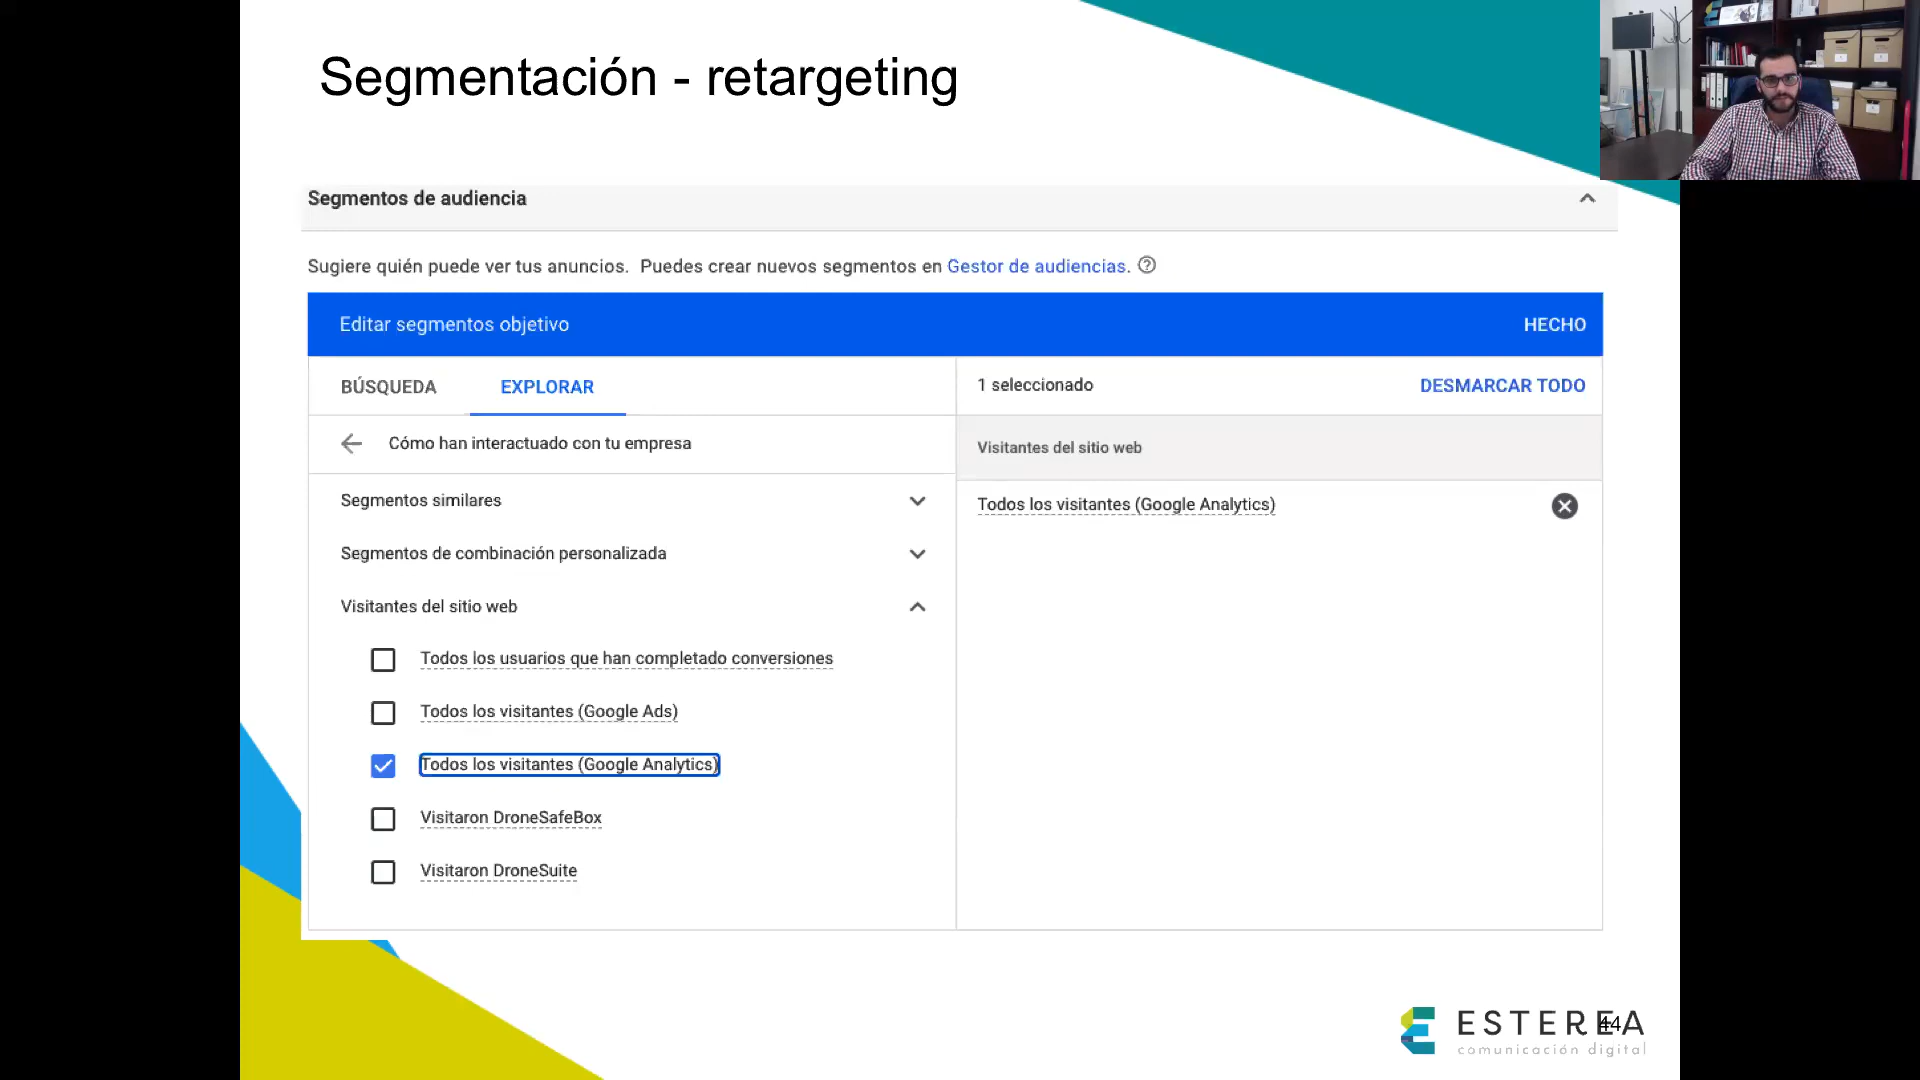 Segmentación - retargeting
Segmentos de audiencia
Sugiere quién puede ver tus anuncios. Puedes crear nuevos segmentos en Gestor de audiencias.
Editar segmentos objetivo
HECHO
BÚSQUEDA
EXPLORAR
1 seleccionado
DESMARCAR TODO
Cómo han interactuado con tu empresa
Visitantes del sitio web
Segmentos similares
Todos los visitantes (Google Analytics)
Segmentos de combinación personalizada
Visitantes del sitio web
Todos los usuarios que han completado conversiones
Todos los visitantes (Google Ads)
Todos los visitantes (Google Analytics)
Visitaron DroneSafeBox
Visitaron DroneSuite
ESTEREA
44
comunicación digital